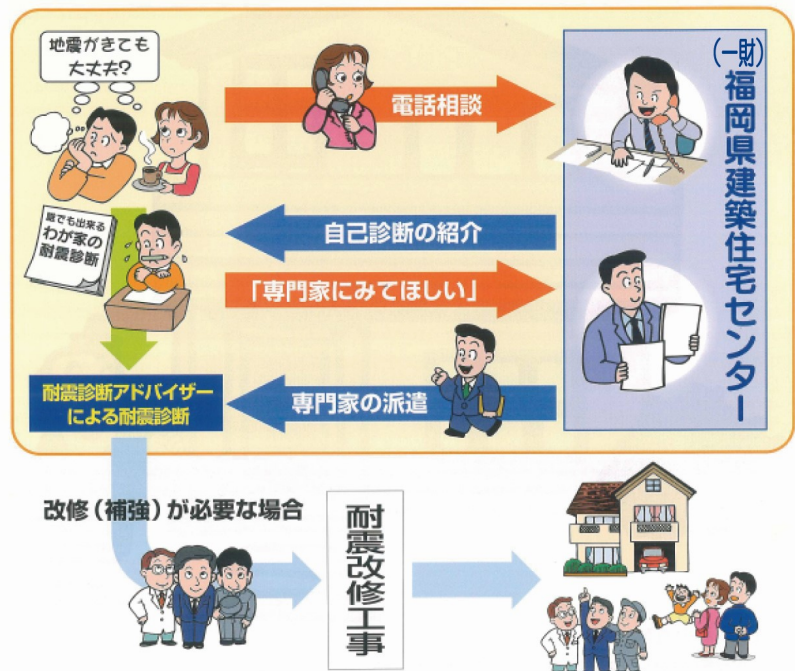 地震がきても
大丈夫?
電話相談
(一財)
福岡県建築住宅センター
誰でも出来る
わが家の
耐震診断
自己診断の紹介
「専門家にみてほしい」
耐震診断アドバイザー
による耐震診断
専門家の派遣
改修(補強)が必要な場合
耐震改修工事